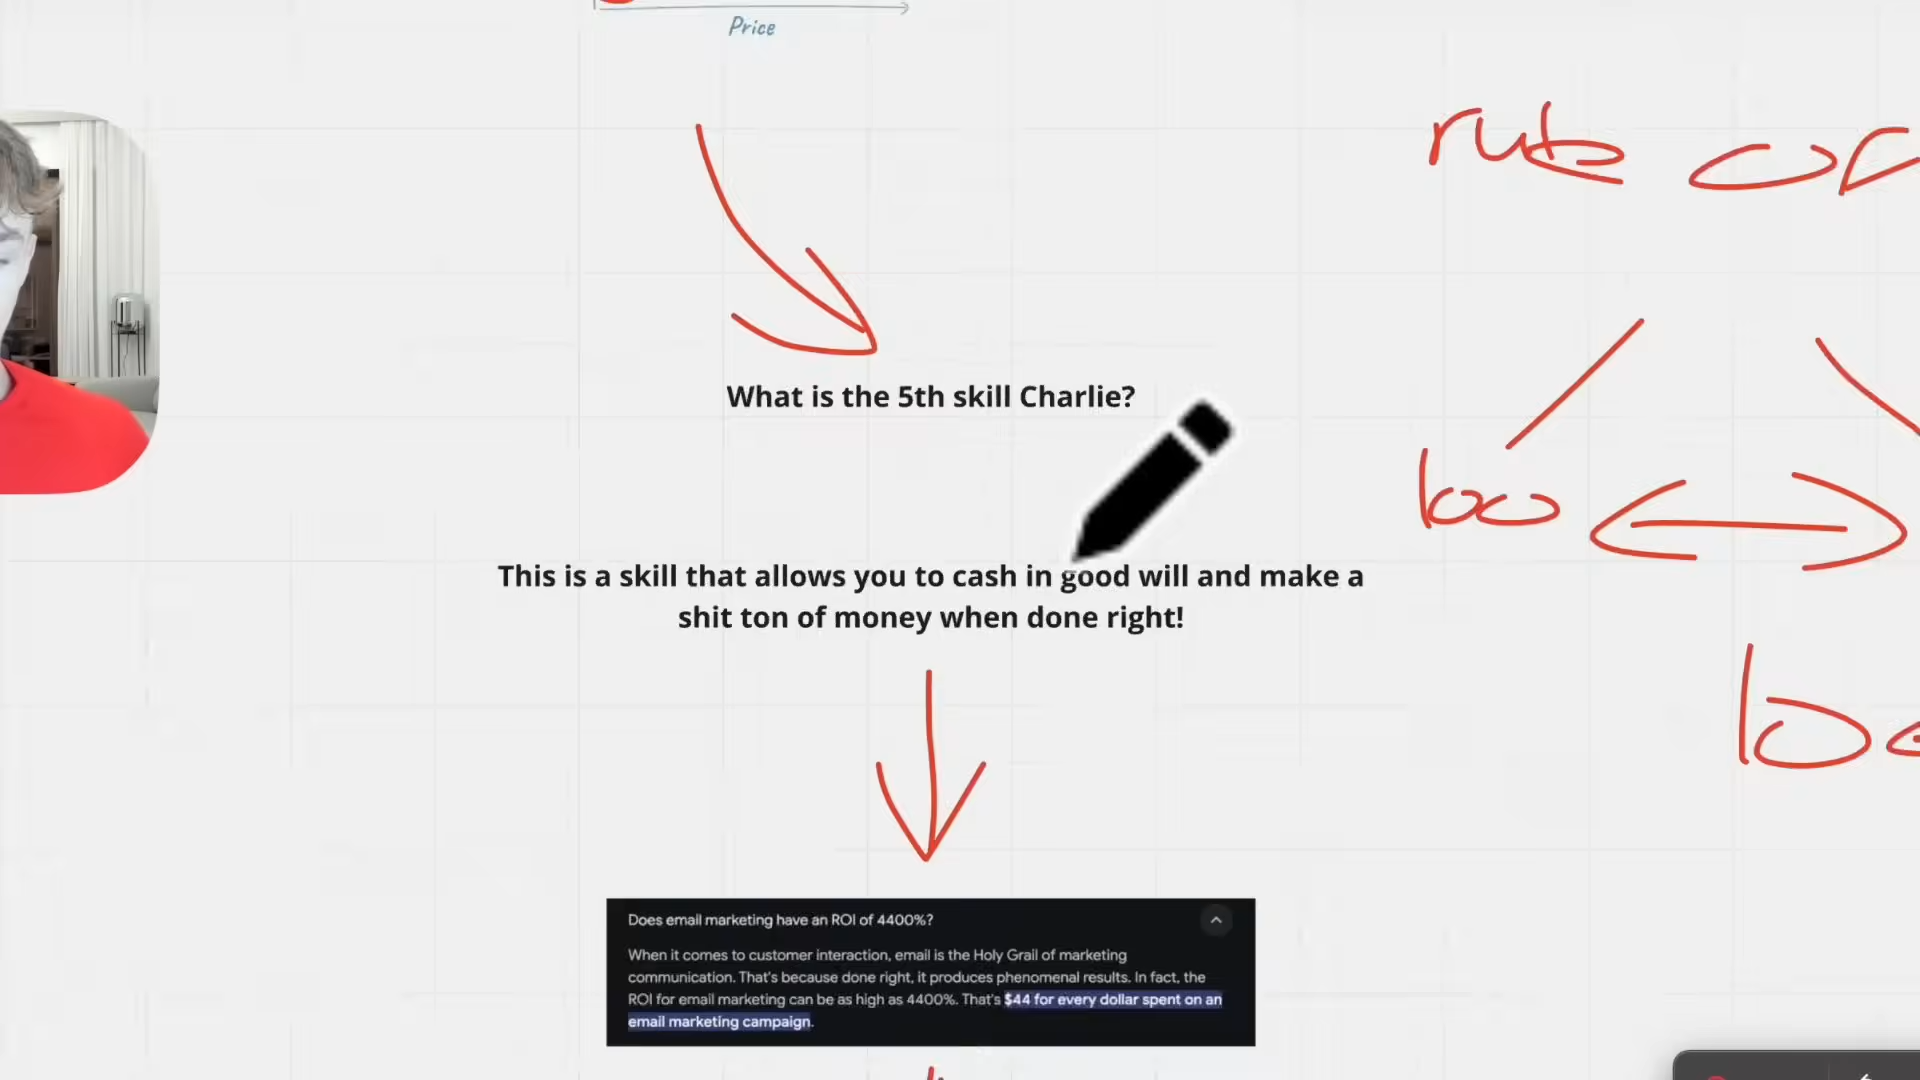 Price
What is the 5th skill Charlie?
This is a skill that allows you to cash in good will and make a
shit ton of money when done right!
Does email marketing have an ROI of 4400%?
When it comes to customer interaction, email is the Holy Grail of marketing
communication. That's because done right, it produces phenomenal results. In fact, the
ROI for email marketing can be as high as 4400%. That's $44 for every dollar spent on an
email marketing campaign.